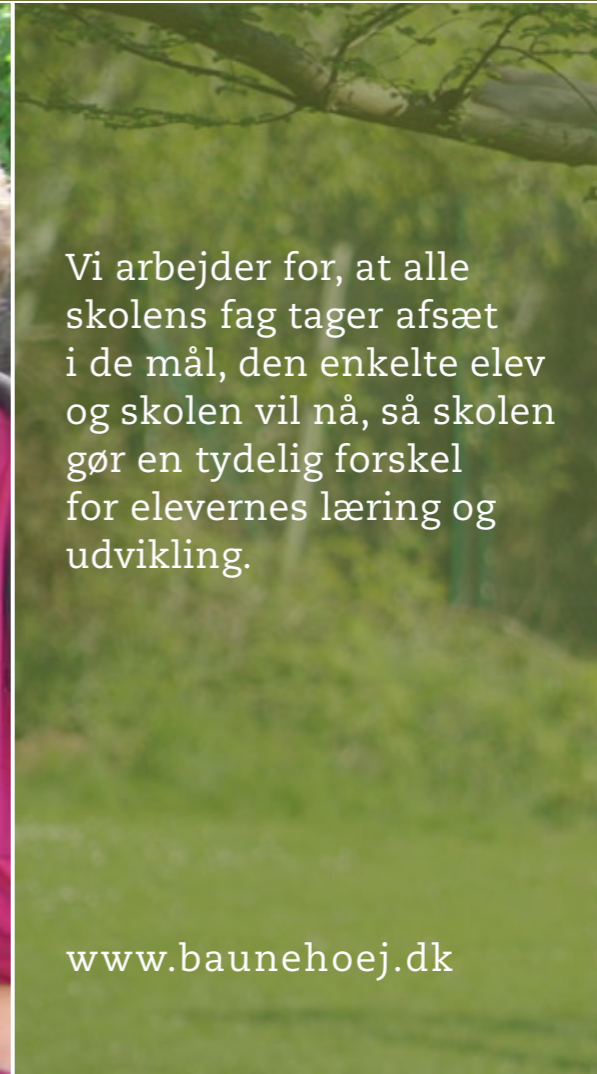 Vi arbejder for, at alle
skolens fag tager afsæt
i de mål, den enkelte elev
og skolen vil nå, så skolen
gør en tydelig forskel
for elevernes læring og
udvikling.
www.baunehoej.dk